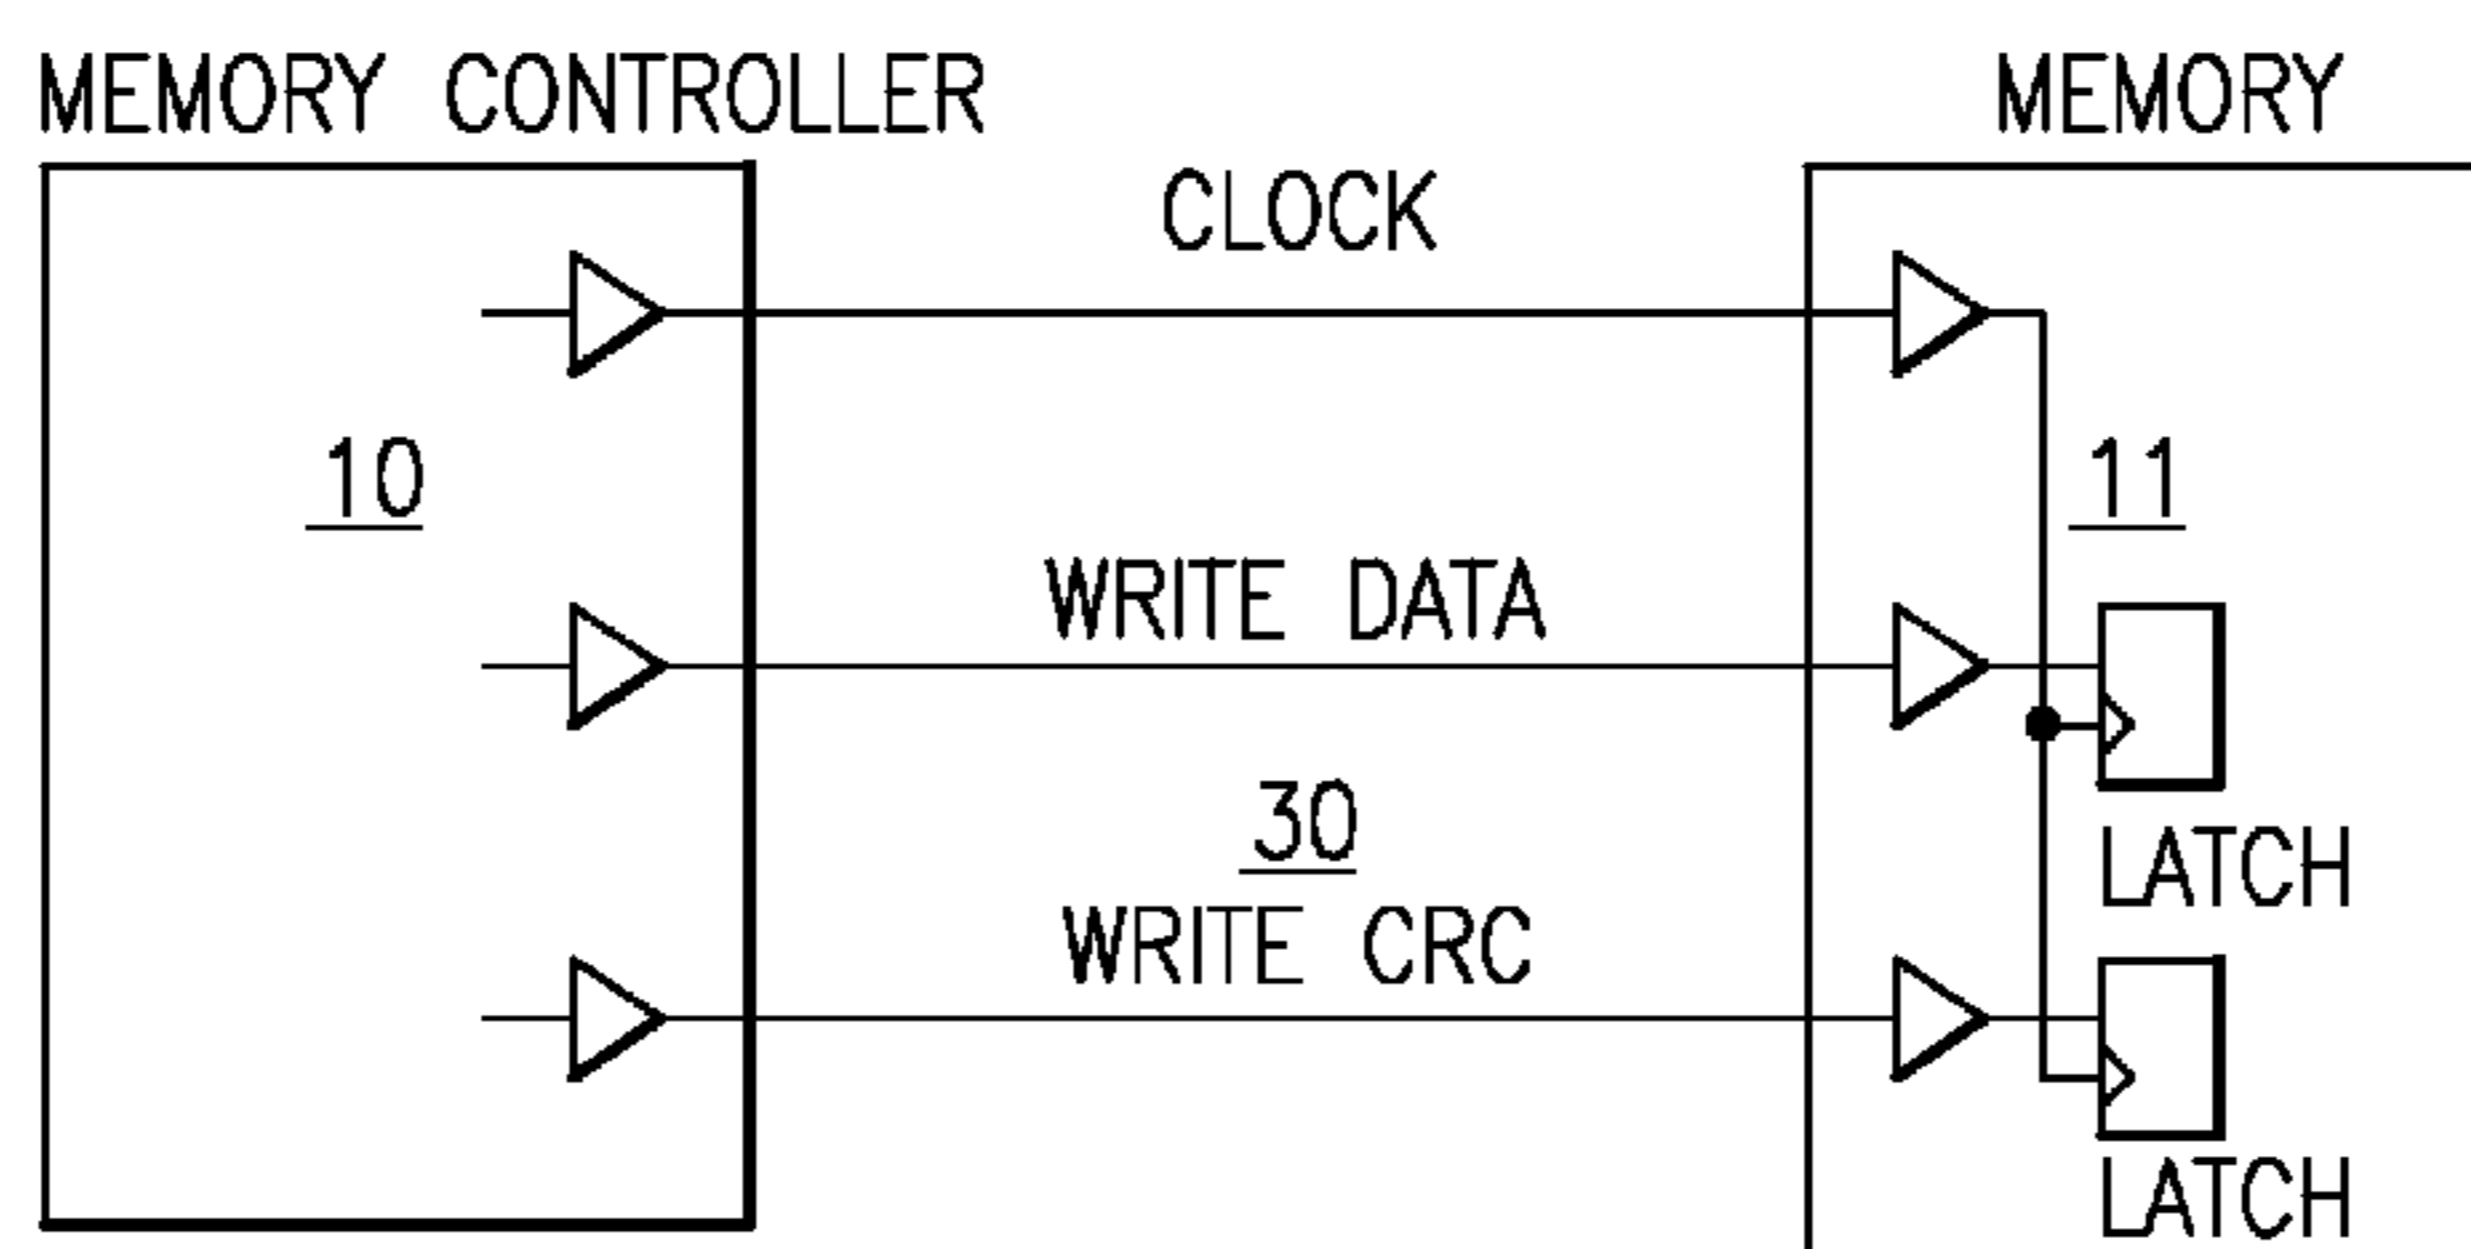 MEMORY CONTROLLER
MEMORY
CLOCK
10
11
WRITE DATA
30
LATCH
WRITE CRC
LATCH